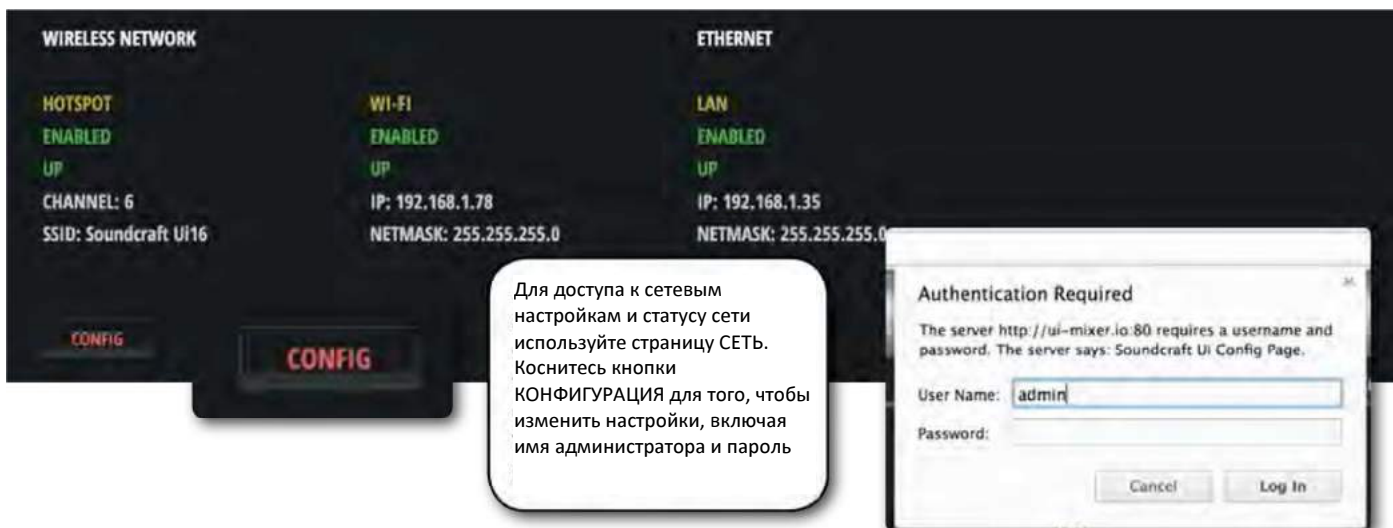 WIRELESS NETWORK
ETHERNET
HOTSPOT
ENABLED
UP
CHANNEL: 6
SSID: Soundcraft Ui16
WI-FI
ENABLED
UP
IP: 192.168.1.78
NETMASK: 255.255.255.0
LAN
ENABLED
UP
IP: 192.168.1.35
NETMASK: 255.255.255.0
CONFIG
CONFIG
Для доступа к сетевым
настройкам и статусу сети
используйте страницу СЕТЬ.
Коснитесь кнопки
КОНФИГУРАЦИЯ для того, чтобы
изменить настройки, включая
имя администратора и пароль
Authentication Required
The server http://ui-mixer.io:80 requires a username and
password. The server says: Soundcraft Ui Config Page.
User Name: admin
Password:
Cancel
Log In